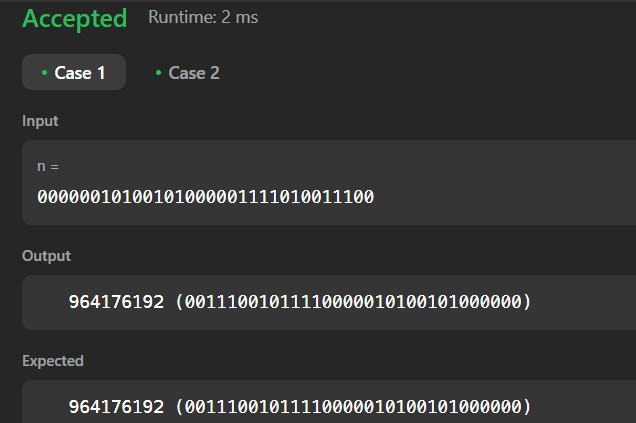 Accepted Runtime: 2 ms
• Case 1 • Case 2
Input
n =
00000010100101000001111010011100
Output
964176192 (00111001011110000010100101000000)
Expected
964176192 (00111001011110000010100101000000)